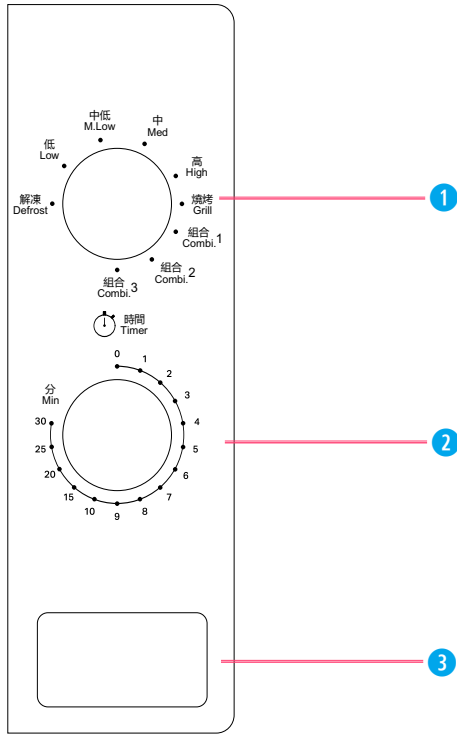 中低
M.Low
中
Med
低
Low
高
High
解凍
Defrost
燒烤
Grill
1
組合
Combi.1
組合
Combi.2
組合
Combi.3
時間
Timer
0
1
2
3
分
Min
30
4
2
25
5
20
6
15
7
10
8
9
3